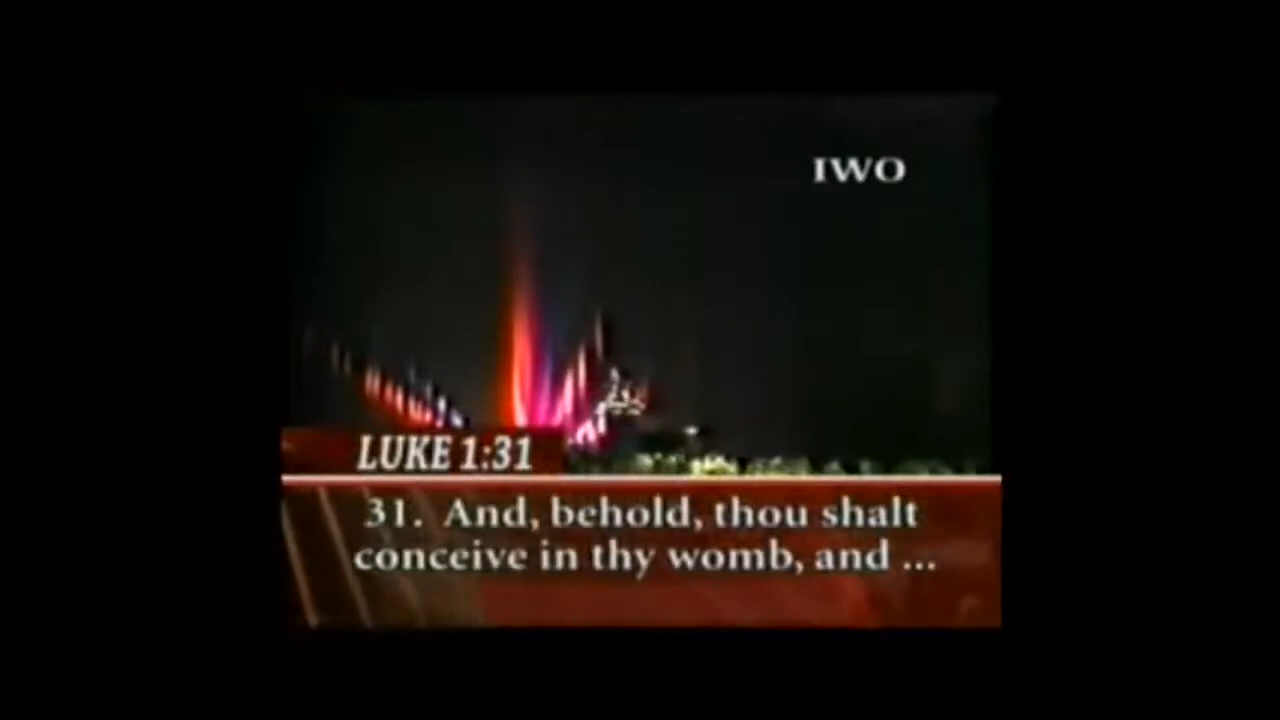 IWO
LUKE 1:31
31. And, behold, thou shalt
conceive in thy womb, and ...